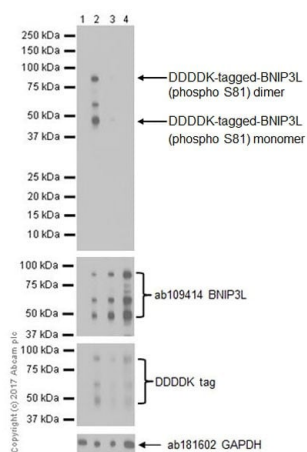 1 2 3 4
250 kDa
150 kDa
100 kDa
75 kDa
50 kDa
37 kDa
25 kDa
20 kDa
15 kDa
10 kDa
DDDDK-tagged-BNIP3L
(phospho S81) dimer
DDDDK-tagged-BNIP3L
(phospho S81) monomer
100 kDa
75 kDa
50 kDa
37 kDa
ab109414 BNIP3L
100 kDa
75 kDa
50 kDa
37 kDa
DDDDK tag
ab181602 GAPDH
Copyright (c) 2017 Abcam plc